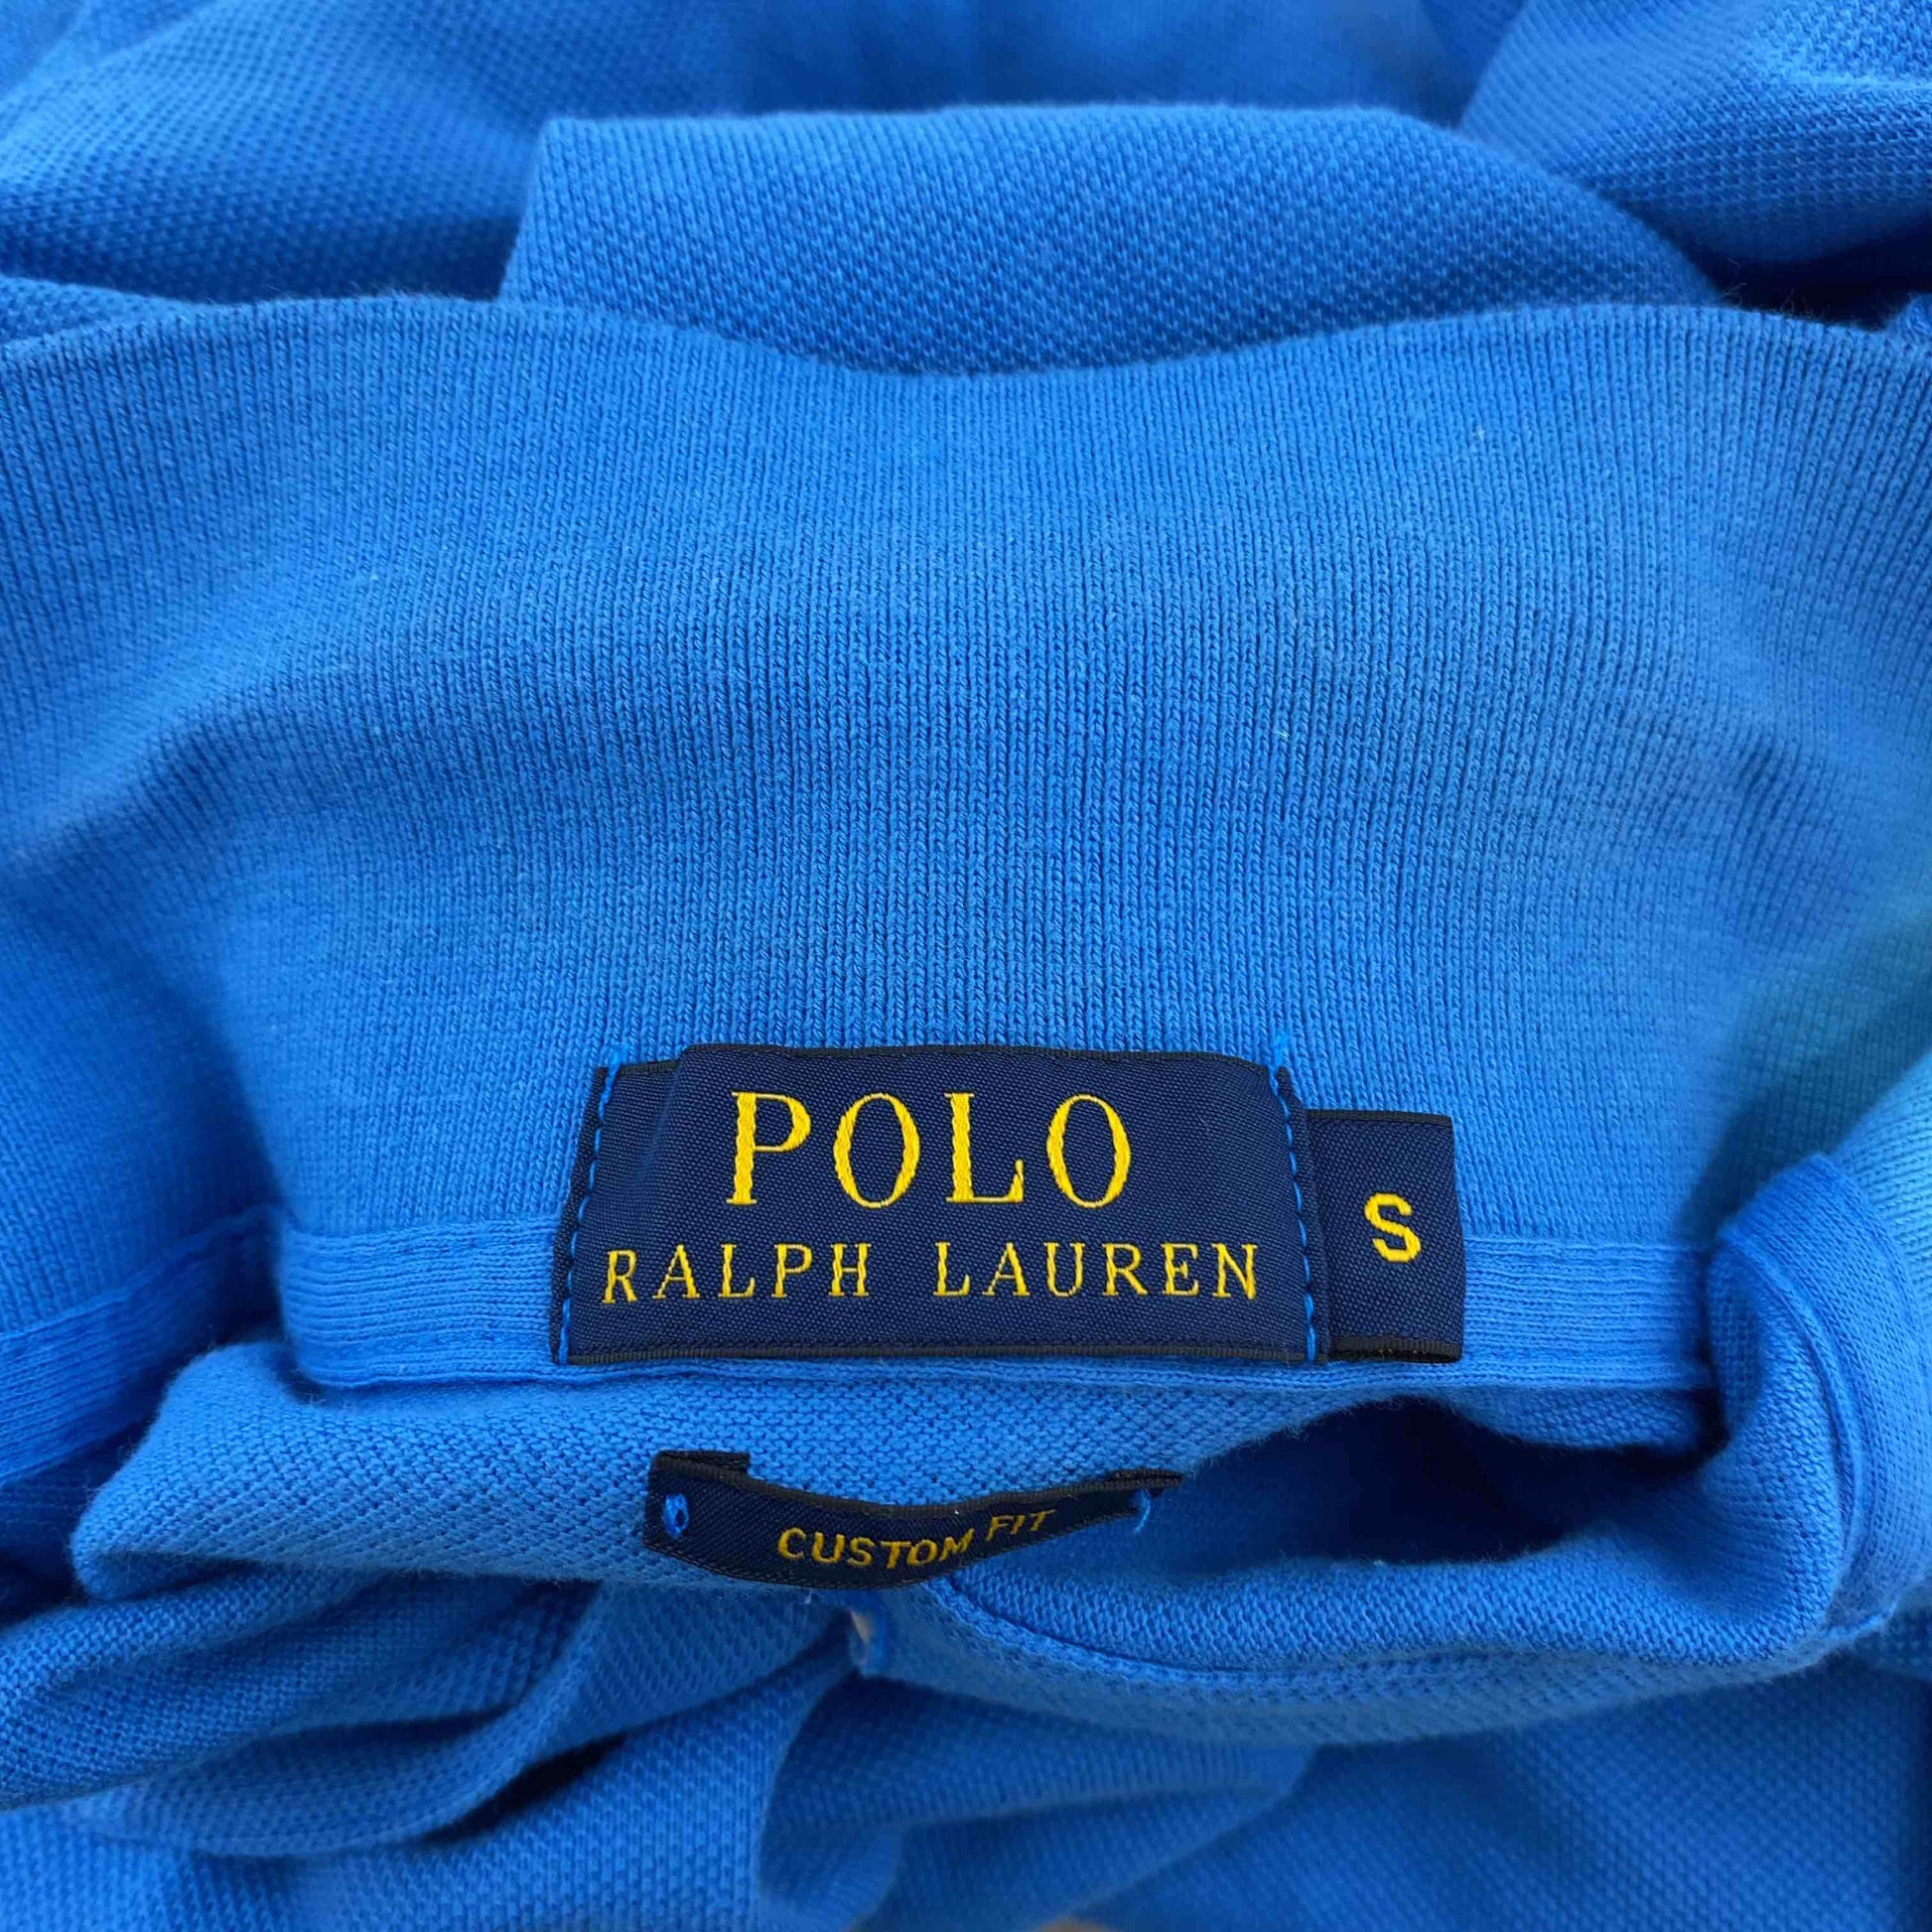 POLO
RALPH LAUREN
S
CUSTOM FIT